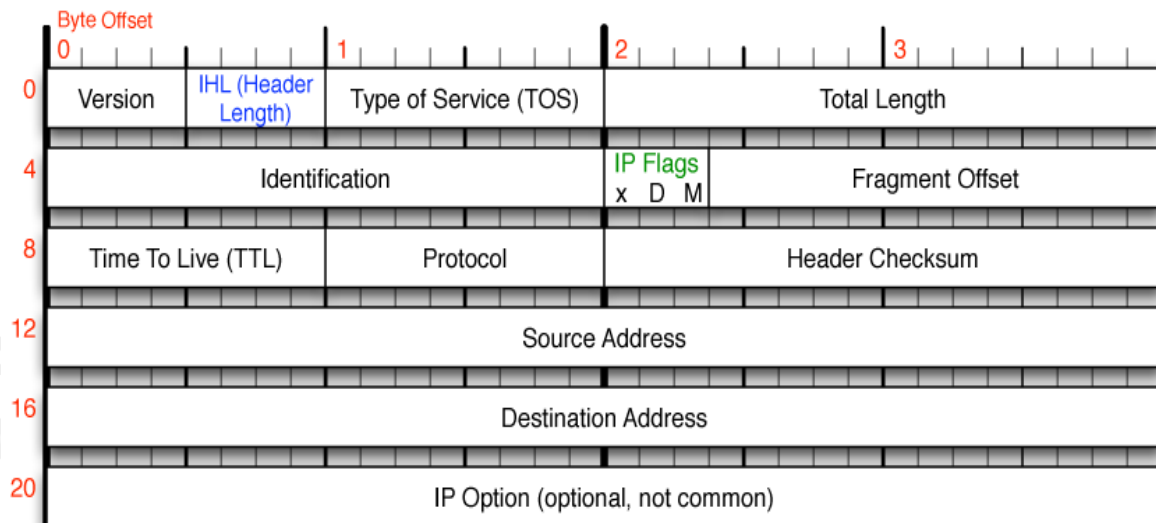 Byte Offset
0 1 2 3
0 Version IHL (Header Length) Type of Service (TOS) Total Length
4 Identification IP Flags Fragment Offset
x D M
8 Time To Live (TTL) Protocol Header Checksum
12 Source Address
16 Destination Address
20 IP Option (optional, not common)